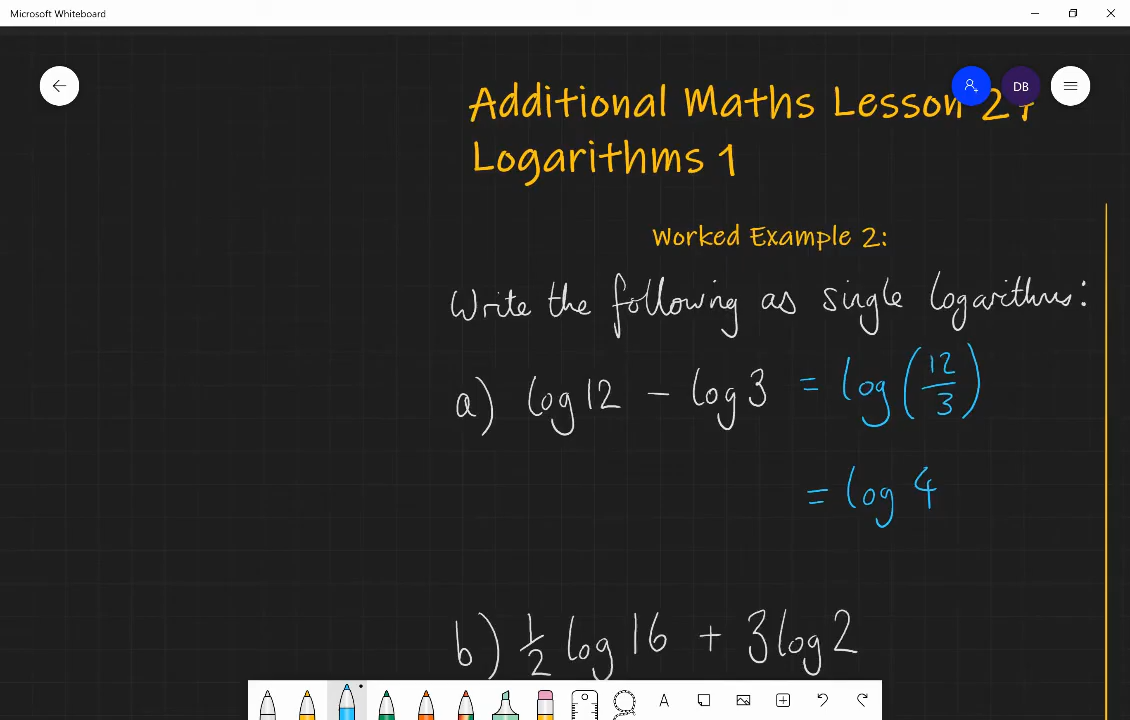 Microsoft Whiteboard
DB
Additional Maths Lesson
Logarithms 1
Worked Example 2:
Write the following as single logarithms:
a) log 12 − log 3 = log (12/3)
= log 4
b) 1/2 log 16 + 3 log 2
A